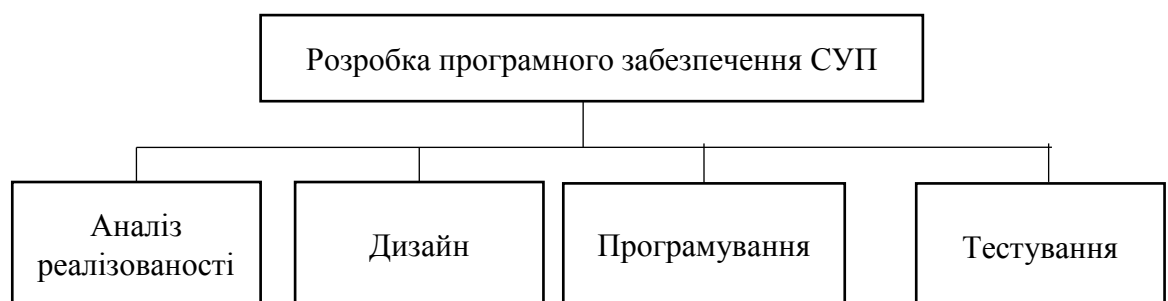 Розробка програмного забезпечення СУП
Аналіз
реалізованості
Дизайн
Програмування
Тестування